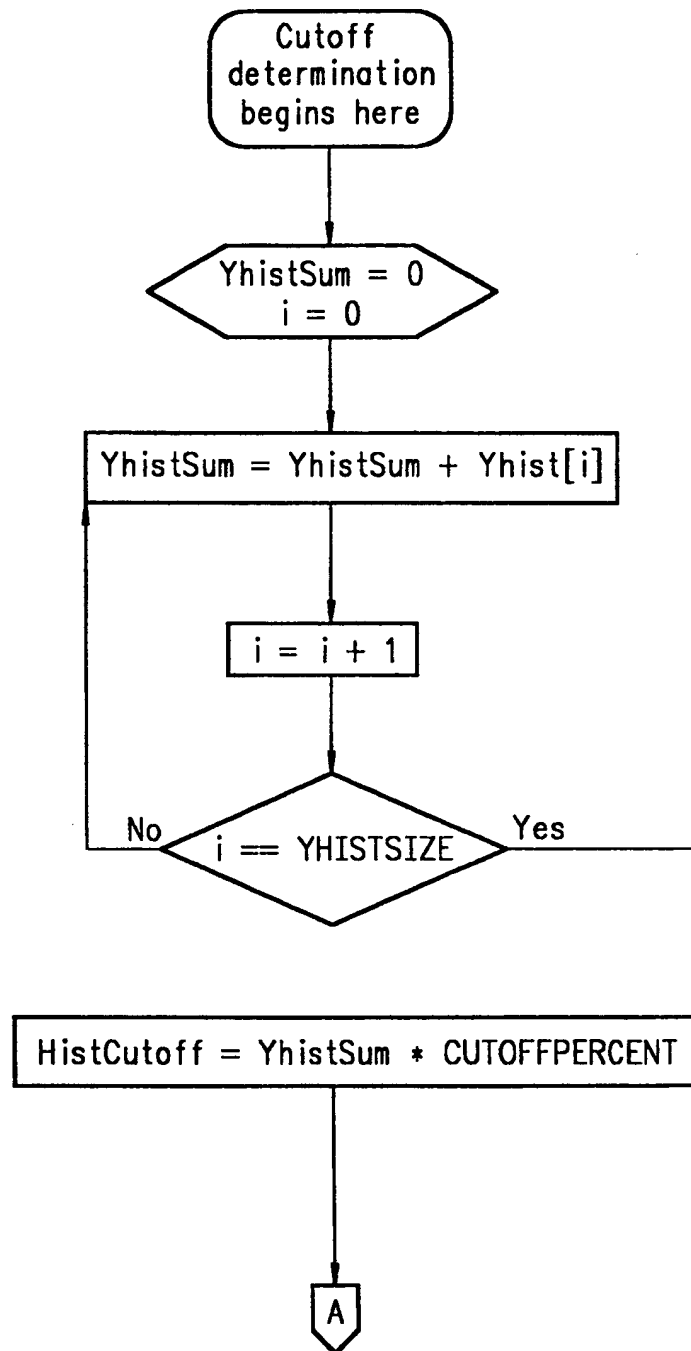 Cutoff
determination
begins here
YhistSum = 0
i = 0
YhistSum = YhistSum + Yhist[i]
i = i + 1
No
i == YHISTSIZE
Yes
HistCutoff = YhistSum * CUTOFFPERCENT
A